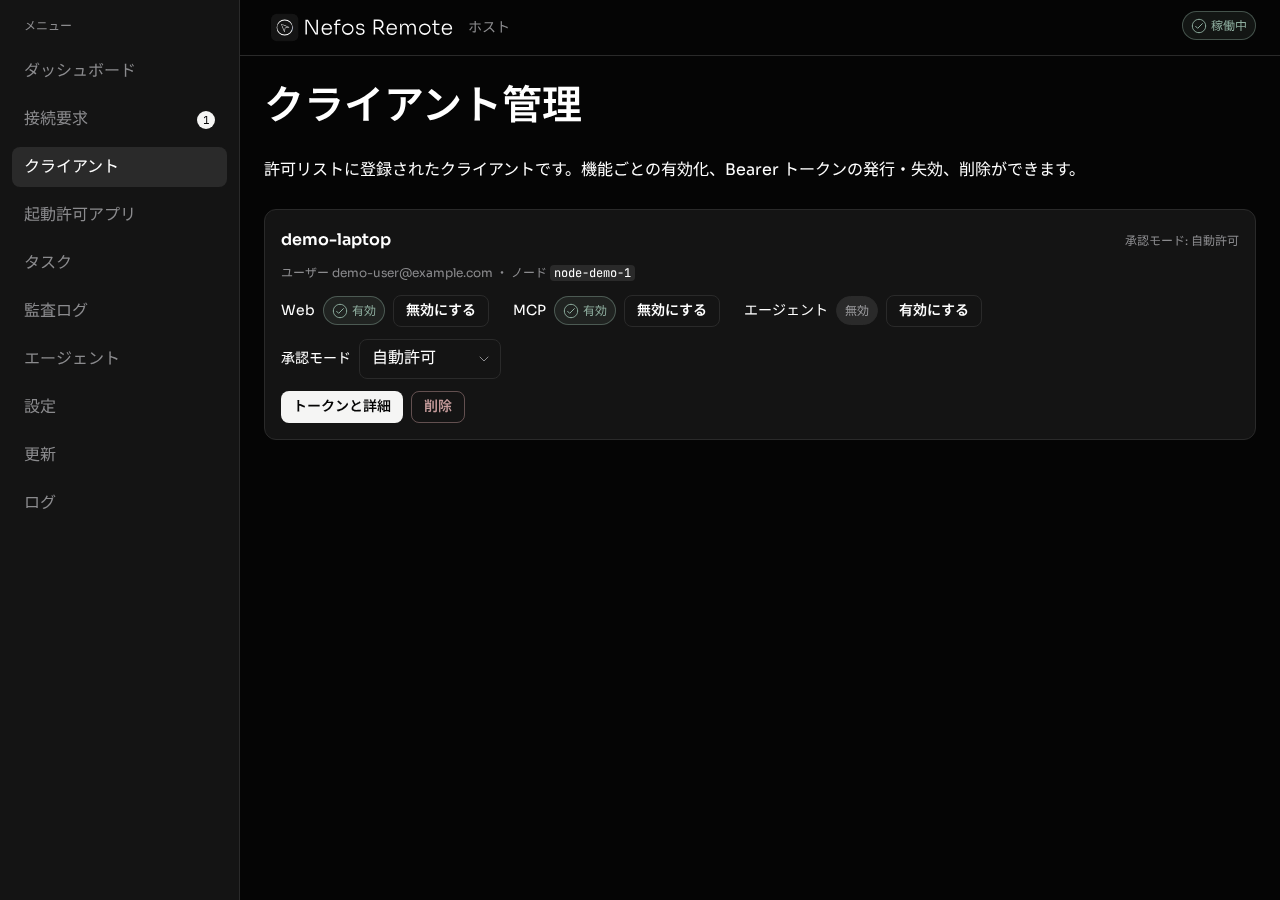 メニュー
ダッシュボード
接続要求 1
クライアント
起動許可アプリ
タスク
監査ログ
エージェント
設定
更新
ログ
Nefos Remote ホスト
稼働中
クライアント管理
許可リストに登録されたクライアントです。機能ごとの有効化、Bearer トークンの発行・失効、削除ができます。
demo-laptop
承認モード: 自動許可
ユーザー demo-user@example.com ・ ノード node-demo-1
Web 有効 無効にする MCP 有効 無効にする エージェント 無効 有効にする
承認モード 自動許可
トークンと詳細 削除